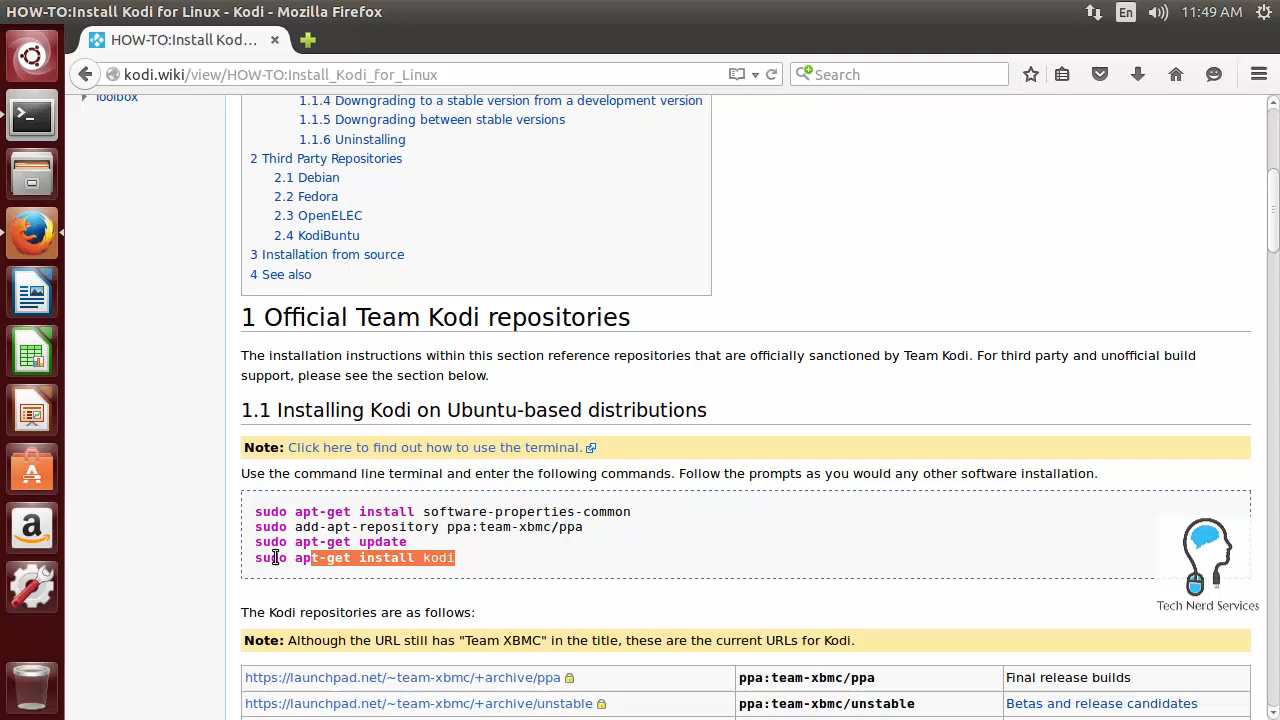 HOW-TO:Install Kodi for Linux - Kodi - Mozilla Firefox
En
11:49 AM
HOW-TO:Install Kod...
kodi.wiki/view/HOW-TO:Install_Kodi_for_Linux
Search
Toolbox
1.1.4 Downgrading to a stable version from a development version
1.1.5 Downgrading between stable versions
1.1.6 Uninstalling
2 Third Party Repositories
2.1 Debian
2.2 Fedora
2.3 OpenELEC
2.4 KodiBuntu
3 Installation from source
4 See also
1 Official Team Kodi repositories
The installation instructions within this section reference repositories that are officially sanctioned by Team Kodi. For third party and unofficial build
support, please see the section below.
1.1 Installing Kodi on Ubuntu-based distributions
Note: Click here to find out how to use the terminal.
Use the command line terminal and enter the following commands. Follow the prompts as you would any other software installation.
sudo apt-get install software-properties-common
sudo add-apt-repository ppa:team-xbmc/ppa
sudo apt-get update
sudo apt-get install kodi
Tech Nerd Services
The Kodi repositories are as follows:
Note: Although the URL still has "Team XBMC" in the title, these are the current URLs for Kodi.
https://launchpad.net/~team-xbmc/+archive/ppa ppa:team-xbmc/ppa Final release builds
https://launchpad.net/~team-xbmc/+archive/unstable ppa:team-xbmc/unstable Betas and release candidates